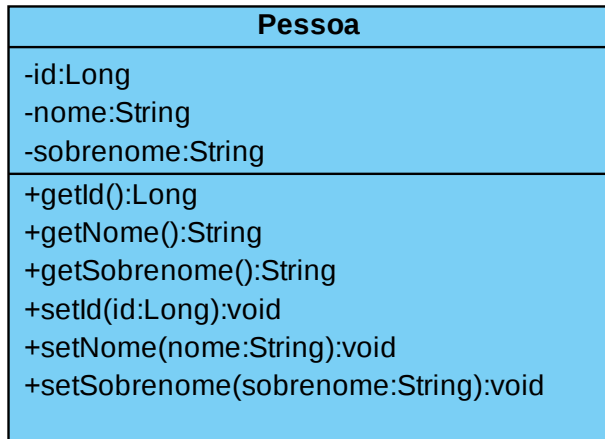 Pessoa
-id:Long
-nome:String
-sobrenome:String
+getId():Long
+getNome():String
+getSobrenome():String
+setId(id:Long):void
+setNome(nome:String):void
+setSobrenome(sobrenome:String):void